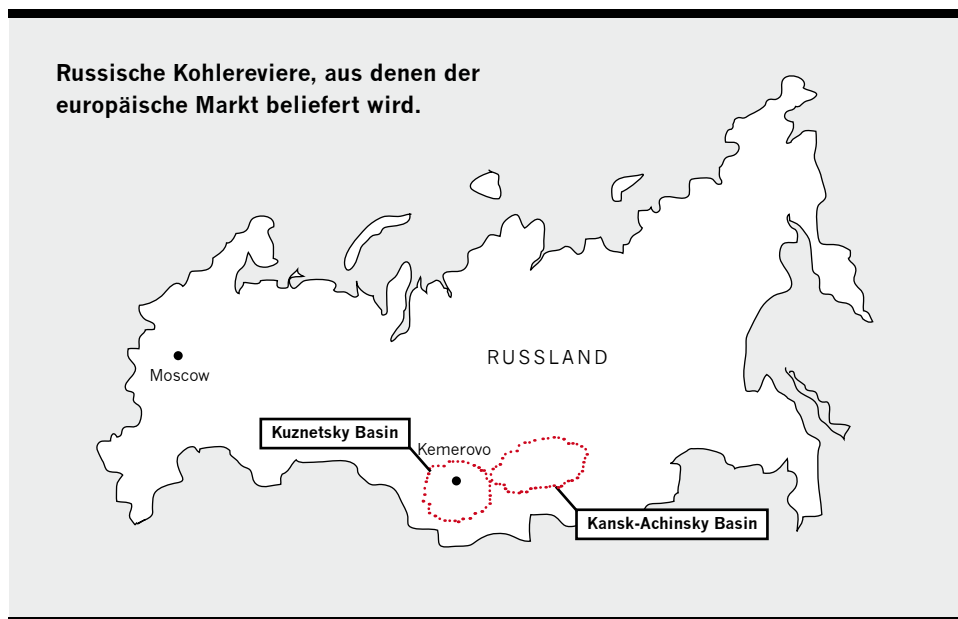 Russische Kohlereviere, aus denen der
europäische Markt beliefert wird.
RUSSLAND
Moscow
Kuznetsky Basin
Kemerovo
Kansk-Achinsky Basin